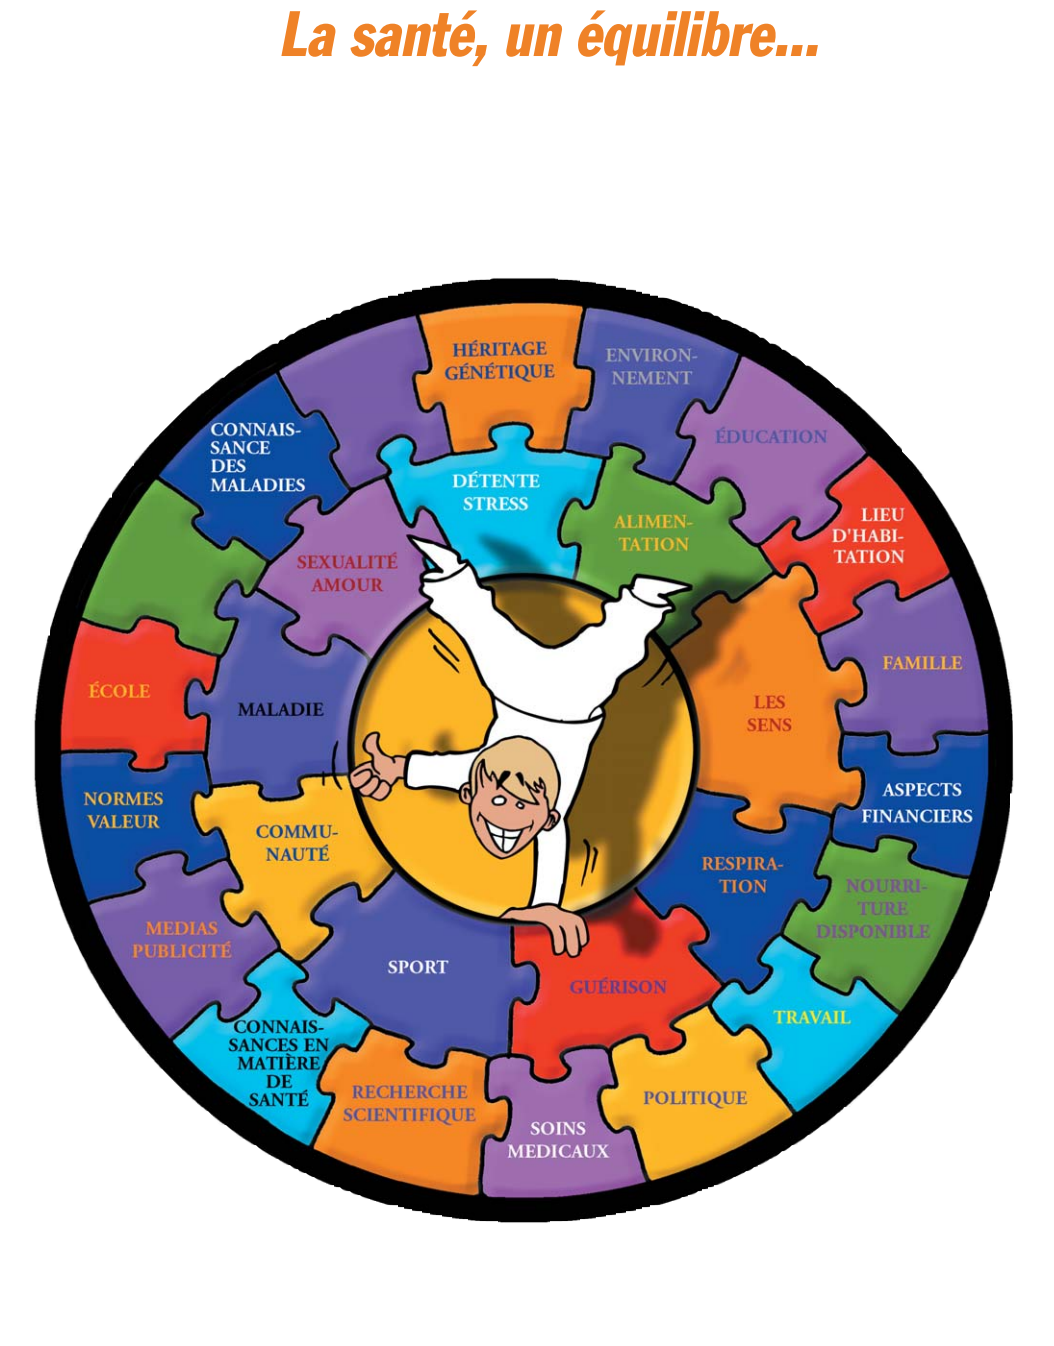 La santé, un équilibre...
HÉRITAGE
GÉNÉTIQUE
ENVIRON-
NEMENT
ÉDUCATION
LIEU
D'HABI-
TATION
FAMILLE
ASPECTS
FINANCIERS
NOURRI-
TURE
DISPONIBLE
TRAVAIL
POLITIQUE
SOINS
MEDICAUX
RECHERCHE
SCIENTIFIQUE
CONNAIS-
SANCES EN
MATIÈRE
DE
SANTÉ
MEDIAS
PUBLICITÉ
NORMES
VALEUR
ÉCOLE
CONNAIS-
SANCE
DES
MALADIES
DÉTENTE
STRESS
ALIMEN-
TATION
LES
SENS
RESPIRA-
TION
GUÉRISON
SPORT
COMMU-
NAUTÉ
MALADIE
SEXUALITÉ
AMOUR